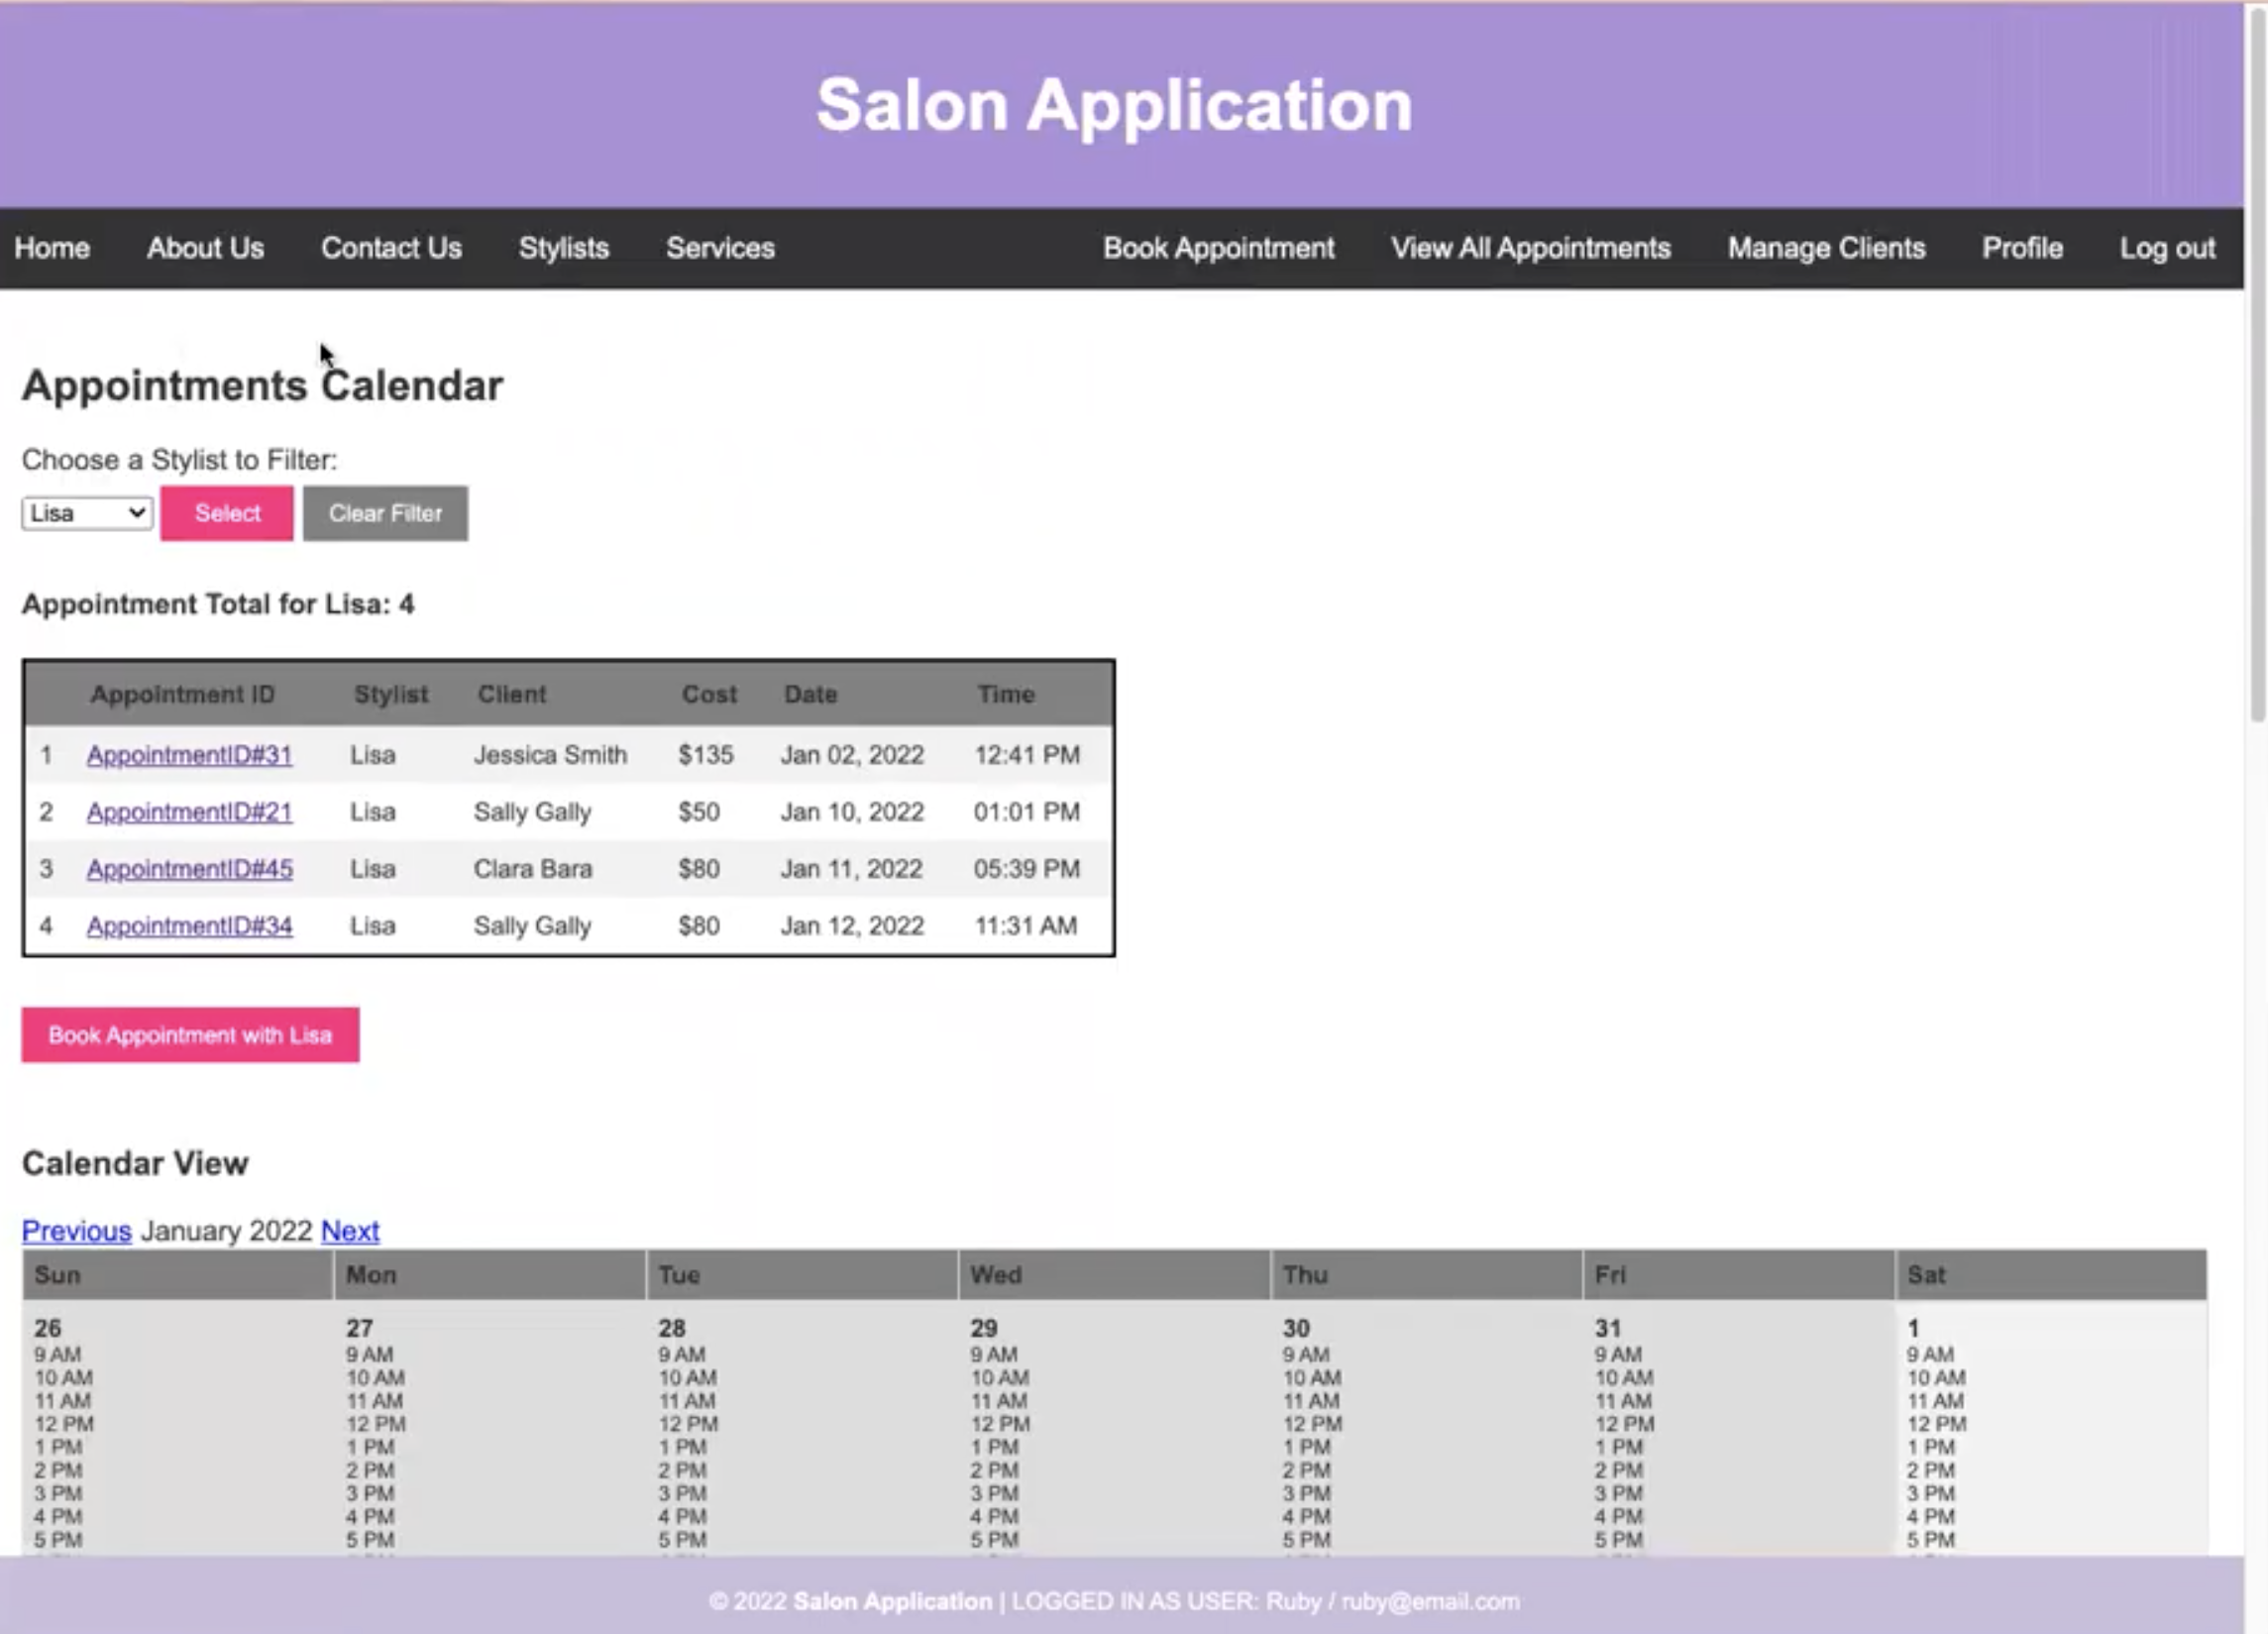 Salon Application
Home About Us Contact Us Stylists Services Book Appointment View All Appointments Manage Clients Profile Log out
Appointments Calendar
Choose a Stylist to Filter:
Lisa Select Clear Filter
Appointment Total for Lisa: 4
Appointment ID Stylist Client Cost Date Time
1 AppointmentID#31 Lisa Jessica Smith $135 Jan 02, 2022 12:41 PM
2 AppointmentID#21 Lisa Sally Gally $50 Jan 10, 2022 01:01 PM
3 AppointmentID#45 Lisa Clara Bara $80 Jan 11, 2022 05:39 PM
4 AppointmentID#34 Lisa Sally Gally $80 Jan 12, 2022 11:31 AM
Book Appointment with Lisa
Calendar View
Previous January 2022 Next
Sun Mon Tue Wed Thu Fri Sat
26 27 28 29 30 31 1
9 AM 9 AM 9 AM 9 AM 9 AM 9 AM 9 AM
10 AM 10 AM 10 AM 10 AM 10 AM 10 AM 10 AM
11 AM 11 AM 11 AM 11 AM 11 AM 11 AM 11 AM
12 PM 12 PM 12 PM 12 PM 12 PM 12 PM 12 PM
1 PM 1 PM 1 PM 1 PM 1 PM 1 PM 1 PM
2 PM 2 PM 2 PM 2 PM 2 PM 2 PM 2 PM
3 PM 3 PM 3 PM 3 PM 3 PM 3 PM 3 PM
4 PM 4 PM 4 PM 4 PM 4 PM 4 PM 4 PM
5 PM 5 PM 5 PM 5 PM 5 PM 5 PM 5 PM
© 2022 Salon Application | LOGGED IN AS USER: Ruby / ruby@email.com